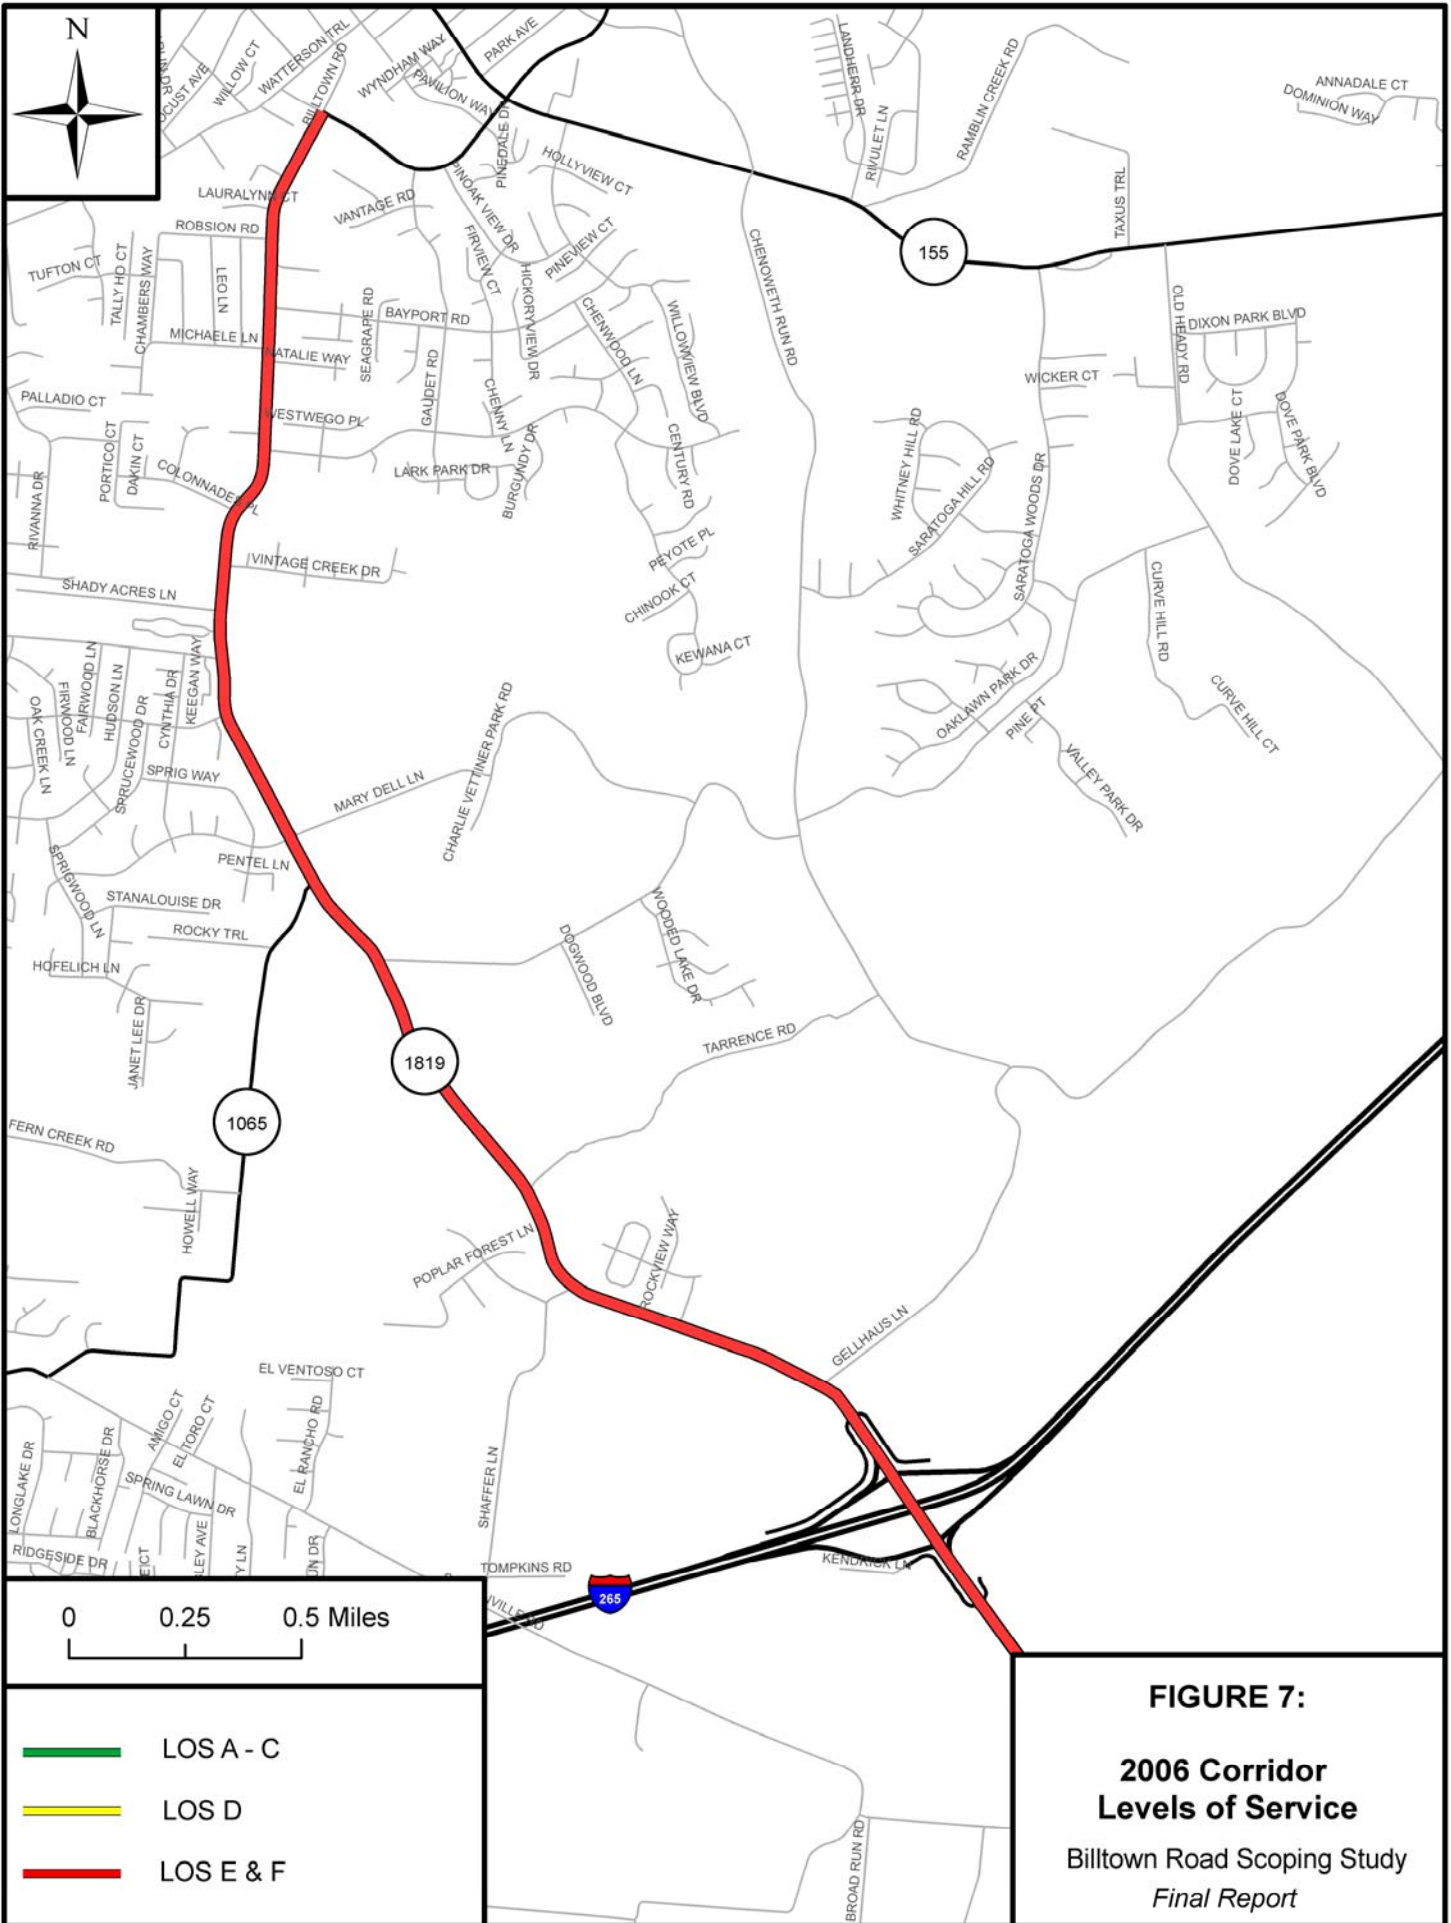 N
LOCUST AVE
WILLOW CT
WATTERSON TRL
BILLTOWN RD
WYNDHAM WAY
PARK AVE
PAVILION WAY
PINEDALE DR
LANDHERR DR
RIVULET LN
RAMBLIN CREEK RD
ANNADALE CT
DOMINION WAY
HOLLYVIEW CT
LAURALYNN CT
VANTAGE RD
PINOAK VIEW DR
ROBSION RD
TAXUS TRL
155
TUFTON CT
TALLY HO CT
CHAMBERS WAY
LEO LN
FIRVIEW CT
PINEVIEW CT
CHENOWETH RUN RD
SEAGRAPE RD
BAYPORT RD
HICKORYVIEW DR
CHENWOOD LN
WILLOWVIEW BLVD
OLD HEADY RD
DIXON PARK BLVD
MICHAELE LN
NATALIE WAY
GAUDET RD
WICKER CT
PALLADIO CT
WESTWEGO PL
CHENNY LN
DOVE LAKE CT
DOVE PARK BLVD
PORTICO CT
DAKIN CT
COLONNADES PL
LARK PARK DR
BURGUNDY DR
CENTURY RD
WHITNEY HILL RD
SARATOGA HILL RD
SARATOGA WOODS DR
RIVANNA DR
VINTAGE CREEK DR
PEYOTE PL
CHINOOK CT
SHADY ACRES LN
CURVE HILL RD
KEWANA CT
OAK CREEK LN
FIRWOOD LN
FAIRWOOD LN
HUDSON LN
SPRUCEWOOD DR
CYNTHIA DR
KEEGAN WAY
OAKLAWN PARK DR
PINE PT
CURVE HILL CT
SPRIG WAY
MARY DELL LN
CHARLIE VETTINER PARK RD
VALLEY PARK DR
SPRIGWOOD LN
PENTEL LN
STANALOUISE DR
ROCKY TRL
DOGWOOD BLVD
WOODED LAKE DR
HOFELICH LN
JANET LEE DR
TARRENCE RD
1819
1065
FERN CREEK RD
HOWELL WAY
POPLAR FOREST LN
ROCKVIEW WAY
GELLHAUS LN
EL VENTOSO CT
AMIGO CT
EL TORO CT
EL RANCHO RD
SHAFFER LN
LONGLAKE DR
BLACKHORSE DR
SPRING LAWN DR
RIDGESIDE DR
TOMPKINS RD
KENDRICK LN
265
BROAD RUN RD
0 0.25 0.5 Miles
LOS A - C
LOS D
LOS E & F
FIGURE 7:
2006 Corridor
Levels of Service
Billtown Road Scoping Study
Final Report